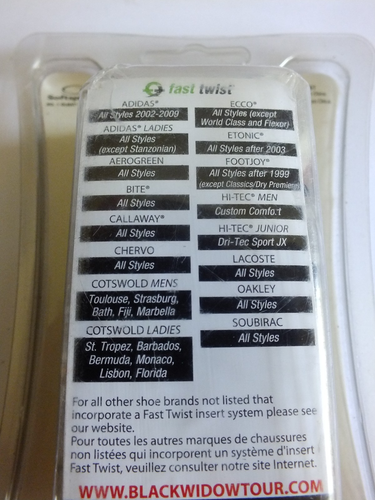 fast twist™
ADIDAS®
All Styles 2002-2009
ADIDAS® LADIES
All Styles
(except Stanzonian)
AEROGREEN
All Styles
BITE®
All Styles
CALLAWAY®
All Styles
CHERVO
All Styles
COTSWOLD MENS
Toulouse, Strasburg,
Bath, Fiji, Marbella
COTSWOLD LADIES
St. Tropez, Barbados,
Bermuda, Monaco,
Lisbon, Florida
ECCO®
All Styles (except
World Class and Flexor)
ETONIC®
All Styles after 2003
FOOTJOY®
All Styles after 1999
(except Classics/Dry Premiere
HI-TEC® MEN
Custom Comfort
HI-TEC® JUNIOR
Dri-Tec Sport JX
LACOSTE
All Styles
OAKLEY
All Styles
SOUBIRAC
All Styles
For all other shoe brands not listed that
incorporate a Fast Twist insert system please see
our website.
Pour toutes les autres marques de chaussures
non listées qui incorporent un système d'insert
Fast Twist, veuillez consulter notre site Internet.
WWW.BLACKWIDOWTOUR.COM